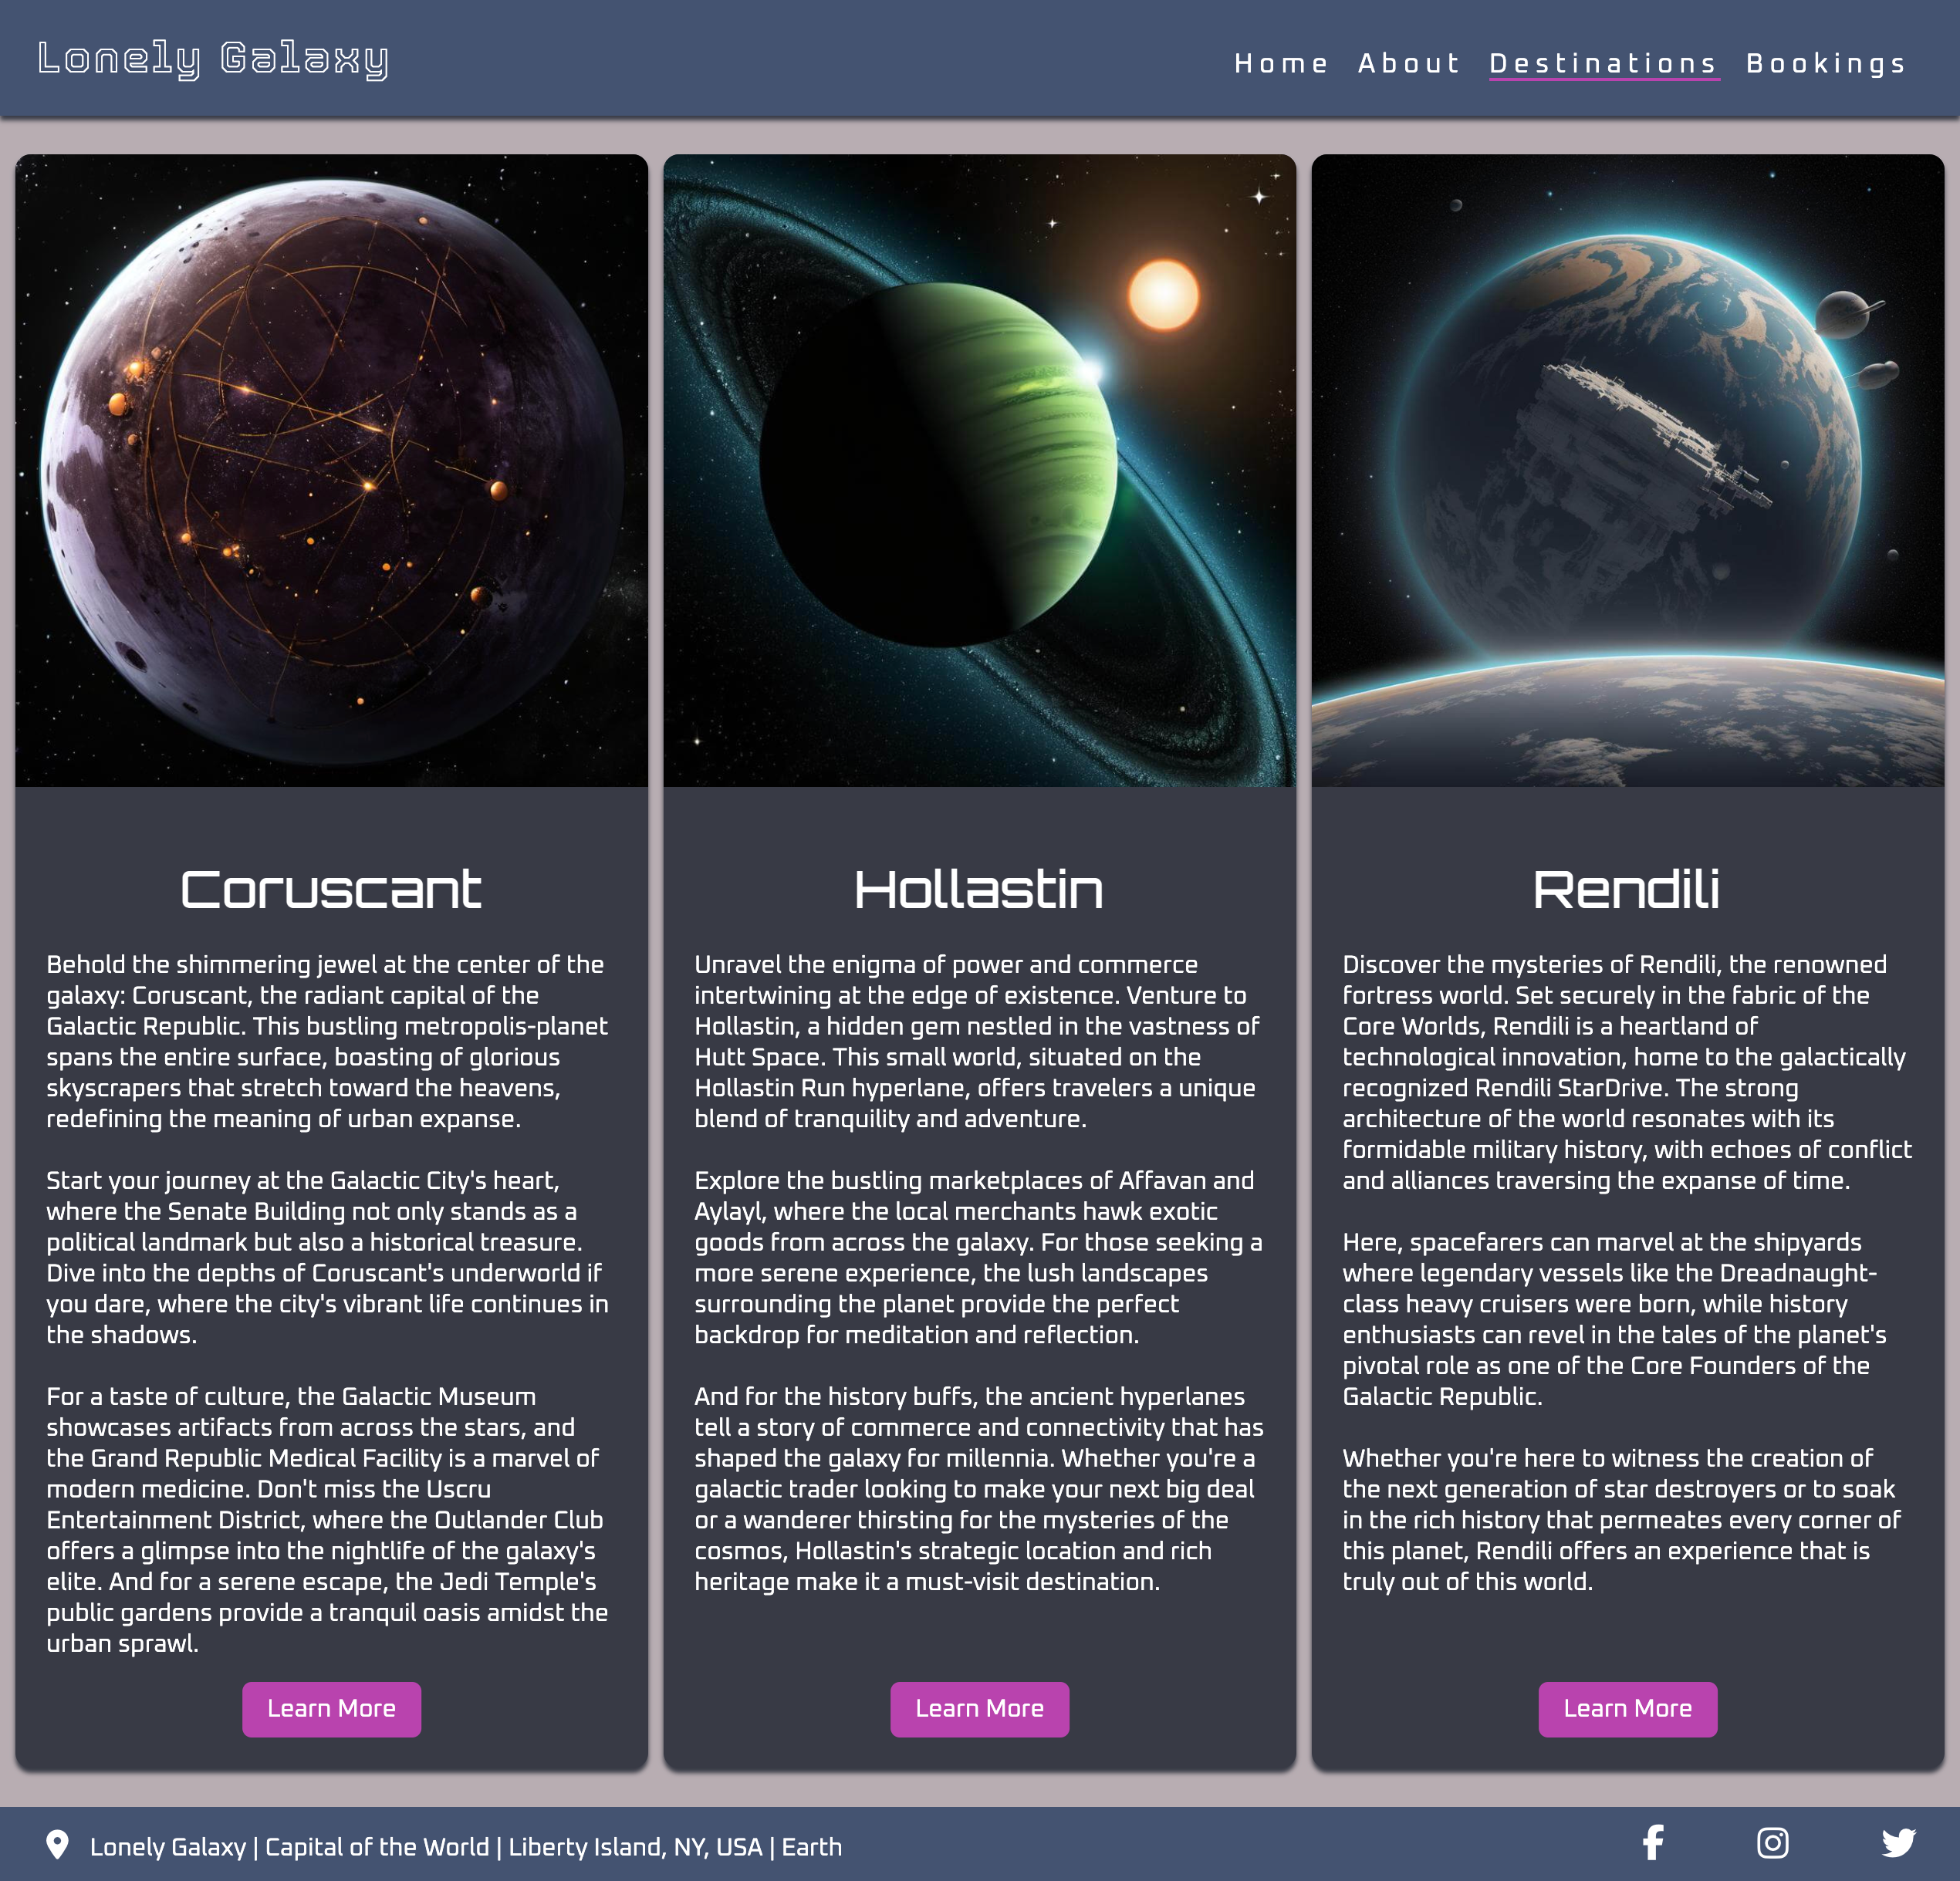 Lonely Galaxy
Home About Destinations Bookings
Coruscant
Behold the shimmering jewel at the center of the
galaxy: Coruscant, the radiant capital of the
Galactic Republic. This bustling metropolis-planet
spans the entire surface, boasting of glorious
skyscrapers that stretch toward the heavens,
redefining the meaning of urban expanse.
Start your journey at the Galactic City's heart,
where the Senate Building not only stands as a
political landmark but also a historical treasure.
Dive into the depths of Coruscant's underworld if
you dare, where the city's vibrant life continues in
the shadows.
For a taste of culture, the Galactic Museum
showcases artifacts from across the stars, and
the Grand Republic Medical Facility is a marvel of
modern medicine. Don't miss the Uscru
Entertainment District, where the Outlander Club
offers a glimpse into the nightlife of the galaxy's
elite. And for a serene escape, the Jedi Temple's
public gardens provide a tranquil oasis amidst the
urban sprawl.
Learn More
Hollastin
Unravel the enigma of power and commerce
intertwining at the edge of existence. Venture to
Hollastin, a hidden gem nestled in the vastness of
Hutt Space. This small world, situated on the
Hollastin Run hyperlane, offers travelers a unique
blend of tranquility and adventure.
Explore the bustling marketplaces of Affavan and
Aylayl, where the local merchants hawk exotic
goods from across the galaxy. For those seeking a
more serene experience, the lush landscapes
surrounding the planet provide the perfect
backdrop for meditation and reflection.
And for the history buffs, the ancient hyperlanes
tell a story of commerce and connectivity that has
shaped the galaxy for millennia. Whether you're a
galactic trader looking to make your next big deal
or a wanderer thirsting for the mysteries of the
cosmos, Hollastin's strategic location and rich
heritage make it a must-visit destination.
Learn More
Rendili
Discover the mysteries of Rendili, the renowned
fortress world. Set securely in the fabric of the
Core Worlds, Rendili is a heartland of
technological innovation, home to the galactically
recognized Rendili StarDrive. The strong
architecture of the world resonates with its
formidable military history, with echoes of conflict
and alliances traversing the expanse of time.
Here, spacefarers can marvel at the shipyards
where legendary vessels like the Dreadnaught-
class heavy cruisers were born, while history
enthusiasts can revel in the tales of the planet's
pivotal role as one of the Core Founders of the
Galactic Republic.
Whether you're here to witness the creation of
the next generation of star destroyers or to soak
in the rich history that permeates every corner of
this planet, Rendili offers an experience that is
truly out of this world.
Learn More
Lonely Galaxy | Capital of the World | Liberty Island, NY, USA | Earth